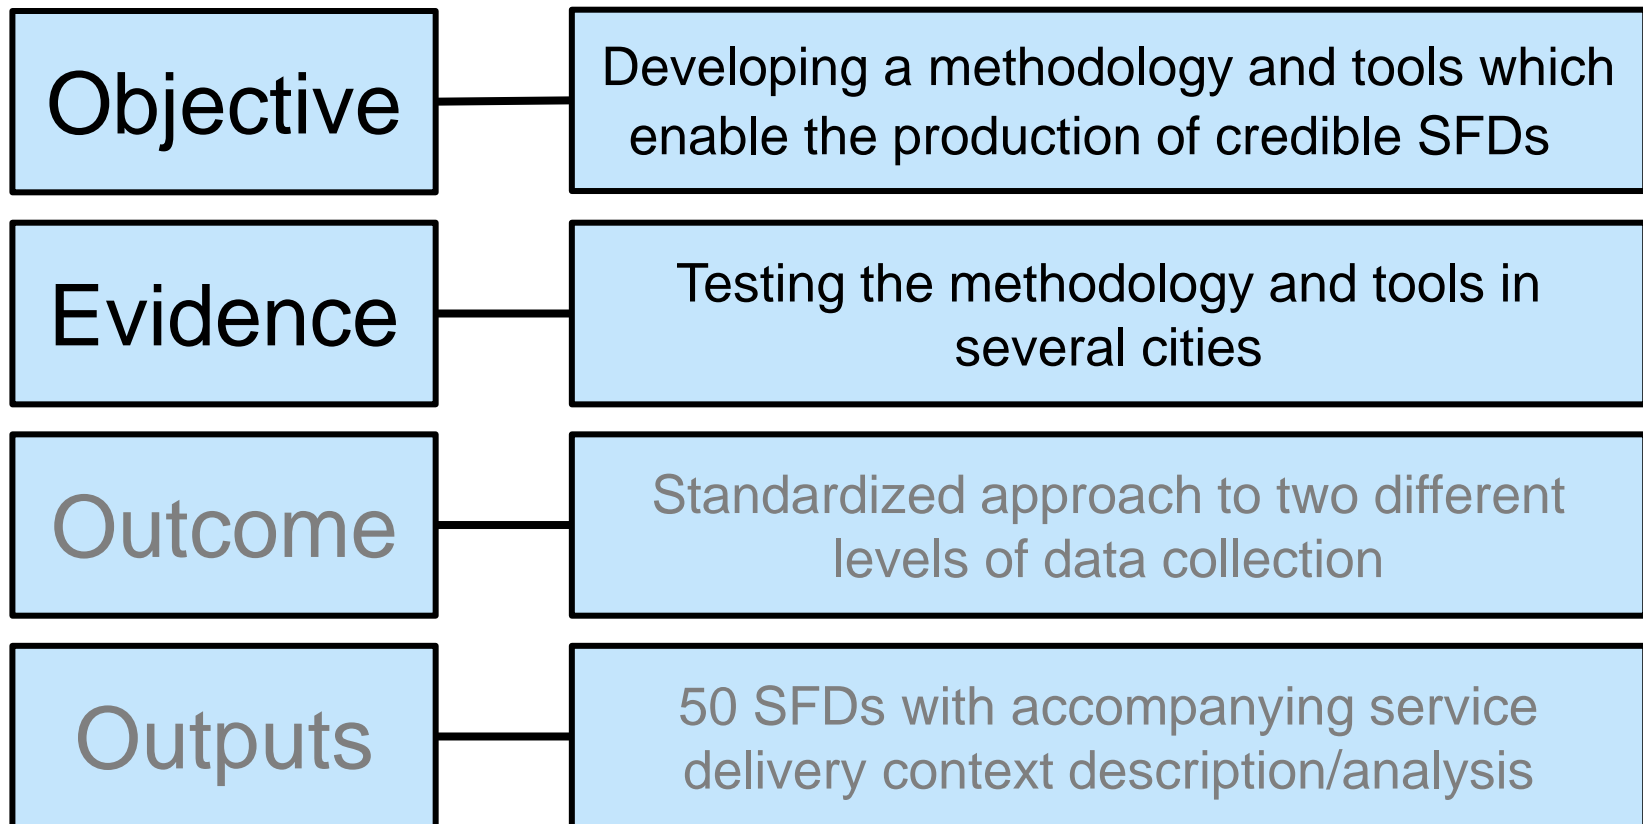 Objective
Developing a methodology and tools which
enable the production of credible SFDs
Evidence
Testing the methodology and tools in
several cities
Outcome
Standardized approach to two different
levels of data collection
Outputs
50 SFDs with accompanying service
delivery context description/analysis